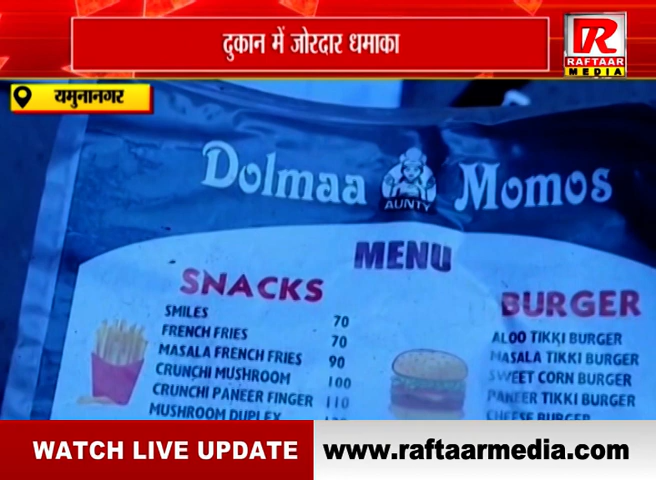 दुकान में जोरदार धमाका
R
RAFTAAR
MEDIA
यमुनानगर
Dolmaa AUNTY Momos
MENU
SNACKS
SMILES 70
FRENCH FRIES 70
MASALA FRENCH FRIES 90
CRUNCHI MUSHROOM 100
CRUNCHI PANEER FINGER 110
MUSHROOM DUPLEX
BURGER
ALOO TIKKI BURGER
MASALA TIKKI BURGER
SWEET CORN BURGER
PANEER TIKKI BURGER
CHEESE BURGER
WATCH LIVE UPDATE www.raftaarmedia.com